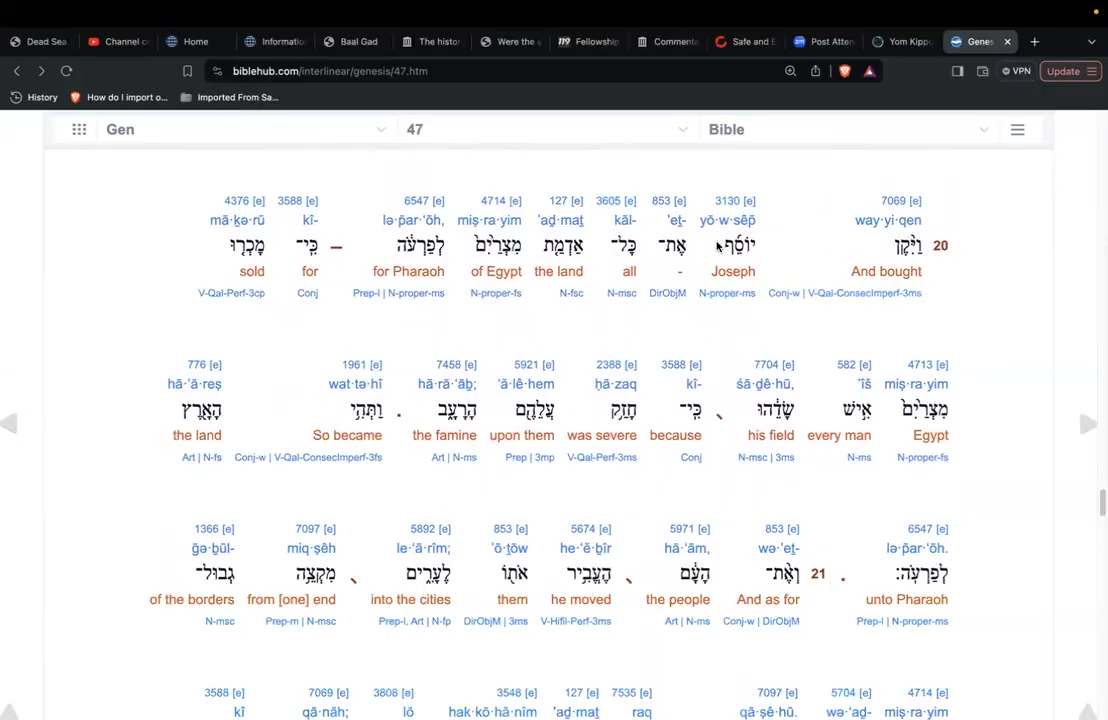 Dead Sea Channel c Home Informatio Baal Gad The histor Were the Fellowship Commenta Safe and E Post Atten Yom Kippu Genes
biblehub.com/interlinear/genesis/47.htm VPN Update
History How do I import o... Imported From Sa...
Gen 47 Bible
4376 [e] 3588 [e] 6547 [e] 4714 [e] 127 [e] 3605 [e] 853 [e] 3130 [e] 7069 [e]
mā·ḵə·rū kî- lə·p̄ar·‘ōh, miṣ·ra·yim ’aḏ·maṯ kāl- ’eṯ- yō·w·sêp̄ way·yi·qen
20 וַיִּ֨קֶן יוֹסֵ֜ף אֶת־ כָּל־ אַדְמַ֤ת מִצְרַ֙יִם֙ לְפַרְעֹ֔ה – כִּֽי־ מָכְר֤וּ
sold for for Pharaoh of Egypt the land all - Joseph And bought
V-Qal-Perf-3cp Conj Prep-l | N-proper-ms N-proper-fs N-fsc N-msc DirObjM N-proper-ms Conj-w | V-Qal-ConsecImperf-3ms
776 [e] 1961 [e] 7458 [e] 5921 [e] 2388 [e] 3588 [e] 7704 [e] 582 [e] 4713 [e]
hā·’ā·reṣ wat·tə·hî hā·rā·‘āḇ; ‘ă·lê·hem ḥā·zaq kî- śā·ḏê·hū, ’îš miṣ·ra·yim
מִצְרַ֙יִם֙ אִ֣ישׁ שָׂדֵ֔הוּ 、 כִּֽי־ חָזַ֥ק עֲלֵהֶ֖ם הָרָעָ֑ב . וַתְּהִ֥י הָאָ֖רֶץ
the land So became the famine upon them was severe because his field every man Egypt
Art | N-fs Conj-w | V-Qal-ConsecImperf-3fs Art | N-ms Prep | 3mp V-Qal-Perf-3ms Conj N-msc | 3ms N-ms N-proper-fs
1366 [e] 7097 [e] 5892 [e] 853 [e] 5674 [e] 5971 [e] 853 [e] 6547 [e]
ḡə·ḇūl- miq·ṣêh le·‘ā·rîm; ’ō·ṯōw he·‘ĕ·ḇîr hā·‘ām, wə·’eṯ- lə·p̄ar·‘ōh.
לְפַרְעֹֽה׃ . 21 וְאֶ֨ת־ הָעָ֔ם 、 הֶעֱבִ֥יר אֹת֖וֹ לֶעָרִ֑ים 、 מִקְצֵ֥ה גְבוּל־
of the borders from [one] end into the cities them he moved the people And as for unto Pharaoh
N-msc Prep-m | N-msc Prep-l, Art | N-fp DirObjM | 3ms V-Hifil-Perf-3ms Art | N-ms Conj-w | DirObjM Prep-l | N-proper-ms
3588 [e] 7069 [e] 3808 [e] 3548 [e] 127 [e] 7535 [e] 7097 [e] 5704 [e] 4714 [e]
kî qā·nāh; lō hak·kō·hă·nîm ’aḏ·maṯ raq qā·ṣê·hū. wə·‘aḏ- miṣ·ra·yim